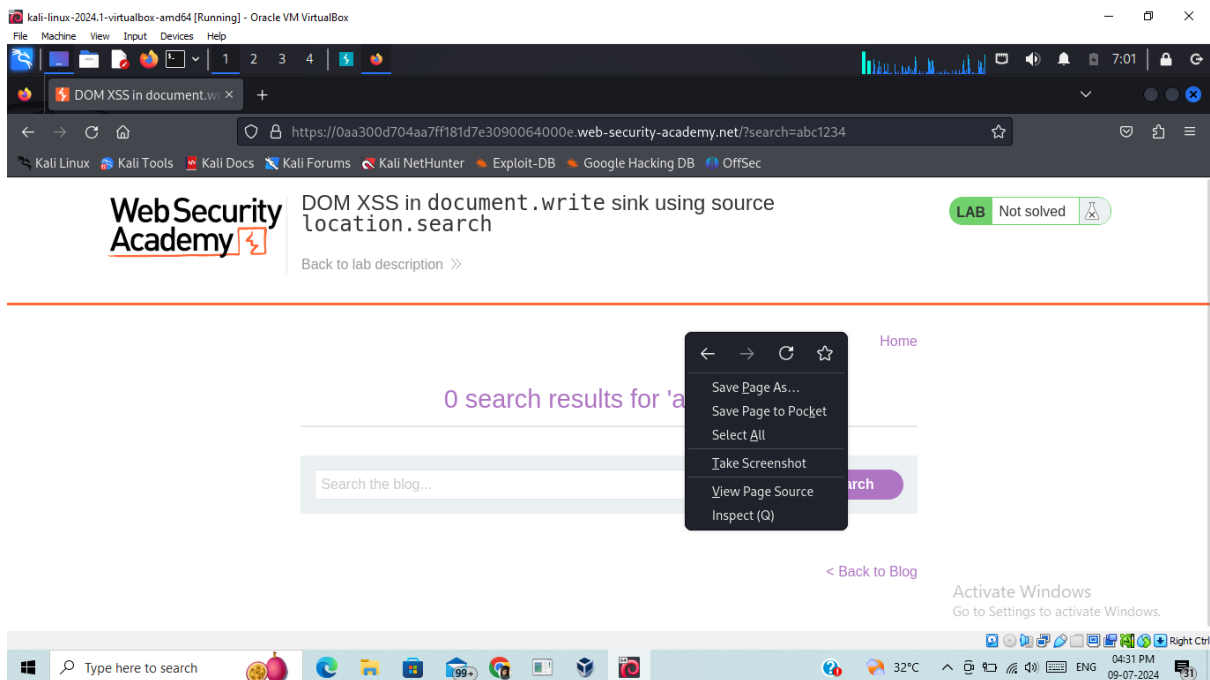 kali-linux-2024.1-virtualbox-amd64 [Running] - Oracle VM VirtualBox
File Machine View Input Devices Help
1 2 3 4 7:01
DOM XSS in document.wr
https://0aa300d704aa7ff181d7e3090064000e.web-security-academy.net/?search=abc1234
Kali Linux Kali Tools Kali Docs Kali Forums Kali NetHunter Exploit-DB Google Hacking DB OffSec
Web Security
Academy
DOM XSS in document.write sink using source
location.search
LAB Not solved
Back to lab description
Home
0 search results for 'a
Save Page As...
Save Page to Pocket
Select All
Take Screenshot
Search the blog...
arch
View Page Source
Inspect (Q)
< Back to Blog
Activate Windows
Go to Settings to activate Windows.
Right Ctrl
Type here to search
99+
32°C
ENG
04:31 PM
09-07-2024
31